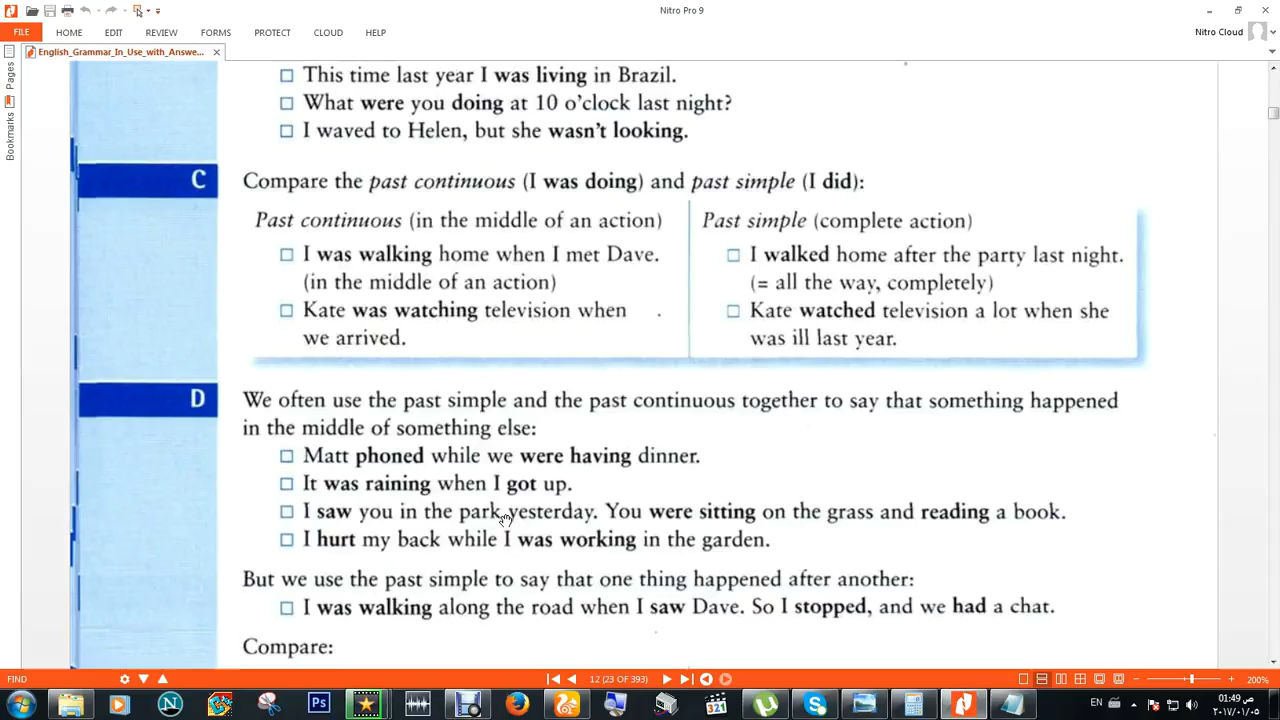 Nitro Pro 9
FILE HOME EDIT REVIEW FORMS PROTECT CLOUD HELP Nitro Cloud
English_Grammar_In_Use_with_Answe...
Pages
Bookmarks
This time last year I was living in Brazil.
What were you doing at 10 o'clock last night?
I waved to Helen, but she wasn't looking.
C
Compare the past continuous (I was doing) and past simple (I did):
Past continuous (in the middle of an action)
I was walking home when I met Dave.
(in the middle of an action)
Kate was watching television when
we arrived.
Past simple (complete action)
I walked home after the party last night.
(= all the way, completely)
Kate watched television a lot when she
was ill last year.
D
We often use the past simple and the past continuous together to say that something happened
in the middle of something else:
Matt phoned while we were having dinner.
It was raining when I got up.
I saw you in the park yesterday. You were sitting on the grass and reading a book.
I hurt my back while I was working in the garden.
But we use the past simple to say that one thing happened after another:
I was walking along the road when I saw Dave. So I stopped, and we had a chat.
Compare:
FIND 12 (23 OF 393) 200%
Ps 321 EN 01:49 ص
٢٠١٧/٠١/٠٥